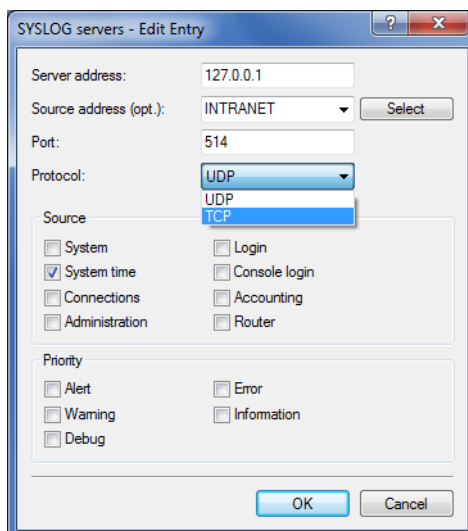 SYSLOG servers - Edit Entry
Server address: 127.0.0.1
Source address (opt.): INTRANET Select
Port: 514
Protocol: UDP
UDP
TCP
Source
System Login
System time Console login
Connections Accounting
Administration Router
Priority
Alert Error
Warning Information
Debug
OK Cancel